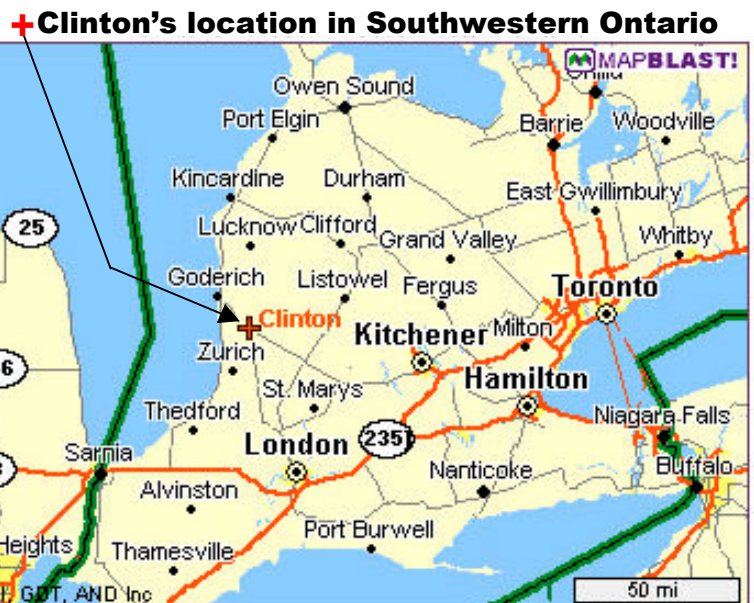 +Clinton's location in Southwestern Ontario
MAPBLAST!
Owen Sound
Port Elgin
Barrie
Woodville
Kincardine
Durham
East Gwillimbury
25
Lucknow
Clifford
Grand Valley
Whitby
Goderich
Listowel
Fergus
Toronto
Clinton
Kitchener
Milton
Zurich
6
St. Marys
Hamilton
Thedford
Niagara Falls
London
235
Sarnia
Nanticoke
Buffalo
Alvinston
Port Burwell
Heights
Thamesville
AND Inc
50 mi